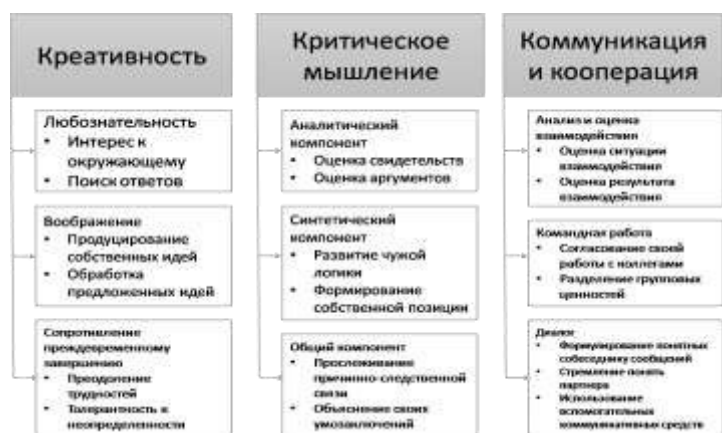 Креативность
Любознательность
• Интерес к
окружающему
• Поиск ответов
Воображение
• Продуцирование
собственных идей
• Обработка
предложенных идей
Сопротивление
преждевременному
завершению
• Преодоление
трудностей
• Толерантность к
неопределенности
Критическое
мышление
Аналитический
компонент
• Оценка свидетельств
• Оценка аргументов
Синтетический
компонент
• Развитие чужой
логики
• Формирование
собственной позиции
Общий компонент
• Прослеживание
причинно-следственной
связи
• Объяснение своих
умозаключений
Коммуникация
и кооперация
Анализ и оценка
взаимодействия
• Оценка ситуации
взаимодействия
• Оценка результата
взаимодействия
Командная работа
• Согласование своей
работы с коллегами
• Разделение групповых
ценностей
Диалог
• Формулирование понятных
собеседнику сообщений
• Стремление понять
партнера
• Использование
вспомогательных
коммуникативных средств